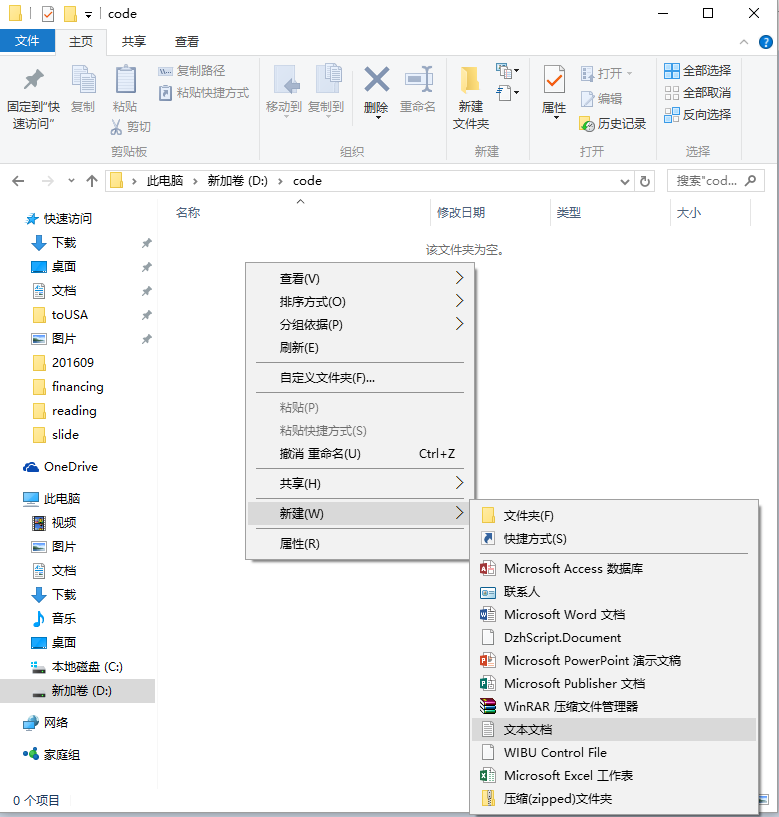 code
文件 主页 共享 查看
固定到"快速访问"
复制
粘贴
复制路径
粘贴快捷方式
剪切
剪贴板
移动到
复制到
删除
重命名
组织
新建文件夹
新建
属性
打开
编辑
历史记录
打开
全部选择
全部取消
反向选择
选择
此电脑 新加卷 (D:) code
搜索"cod...
名称 修改日期 类型 大小
该文件夹为空。
快速访问
下载
桌面
文档
toUSA
图片
201609
financing
reading
slide
OneDrive
此电脑
视频
图片
文档
下载
音乐
桌面
本地磁盘 (C:)
新加卷 (D:)
网络
家庭组
查看(V)
排序方式(O)
分组依据(P)
刷新(E)
自定义文件夹(F)...
粘贴(P)
粘贴快捷方式(S)
撤消 重命名(U) Ctrl+Z
共享(H)
新建(W)
属性(R)
文件夹(F)
快捷方式(S)
Microsoft Access 数据库
联系人
Microsoft Word 文档
DzhScript.Document
Microsoft PowerPoint 演示文稿
Microsoft Publisher 文档
WinRAR 压缩文件管理器
文本文档
WIBU Control File
Microsoft Excel 工作表
压缩(zipped)文件夹
0 个项目